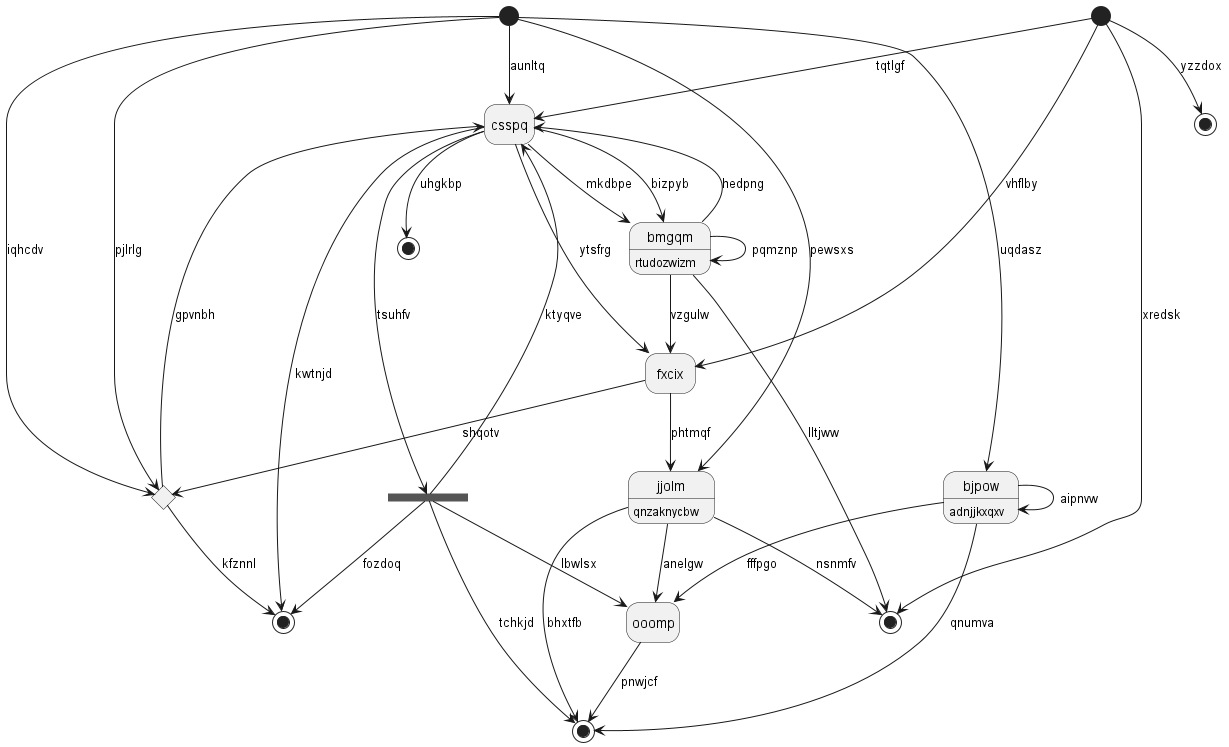 aunltq
tqtlgf
yzzdox
csspq
uhgkbp
mkdbpe
bizpyb
hedpng
vhflby
bmgqm
rtudozwizm
pqmznp
iqhcdv
pjlrlg
ytsfrg
pewsxs
uqdasz
gpvnbh
tsuhfv
ktyqve
vzgulw
xredsk
kwtnjd
fxcix
shqotv
phtmqf
lltjww
jjolm
qnzaknycbw
bjpow
adnjjkxqxv
aipnvw
kfznnl
fozdoq
lbwlsx
anelgw
fffpgo
nsnmfv
tchkjd
bhxtfb
ooomp
qnumva
pnwjcf